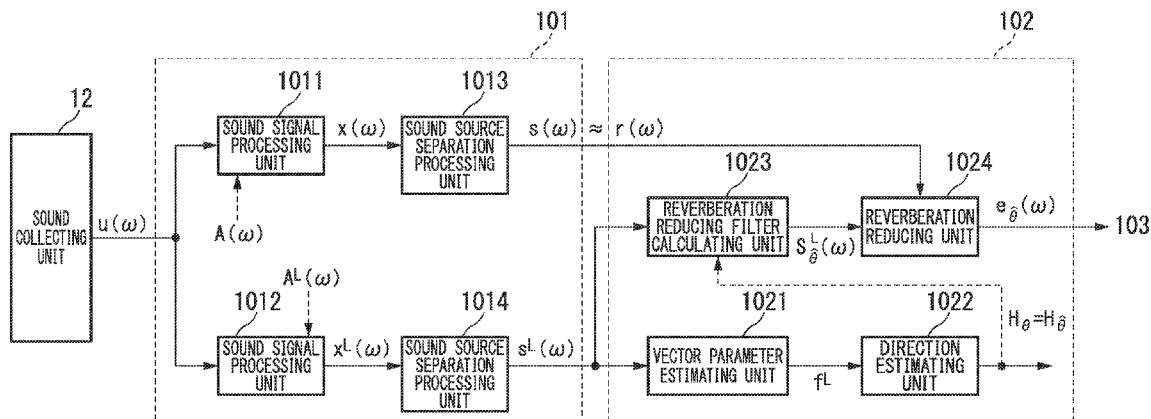 101
102
12
SOUND
COLLECTING
UNIT
u(ω)
1011
SOUND SIGNAL
PROCESSING
UNIT
A(ω)
x(ω)
1013
SOUND SOURCE
SEPARATION
PROCESSING
UNIT
s(ω) ≈ r(ω)
1023
REVERBERATION
REDUCING FILTER
CALCULATING UNIT
S^L_θ̂(ω)
1024
REVERBERATION
REDUCING UNIT
e_θ̂(ω)
103
A^L(ω)
1012
SOUND SIGNAL
PROCESSING
UNIT
x^L(ω)
1014
SOUND SOURCE
SEPARATION
PROCESSING
UNIT
s^L(ω)
1021
VECTOR PARAMETER
ESTIMATING UNIT
f^L
1022
DIRECTION
ESTIMATING
UNIT
H_θ=H_θ̂